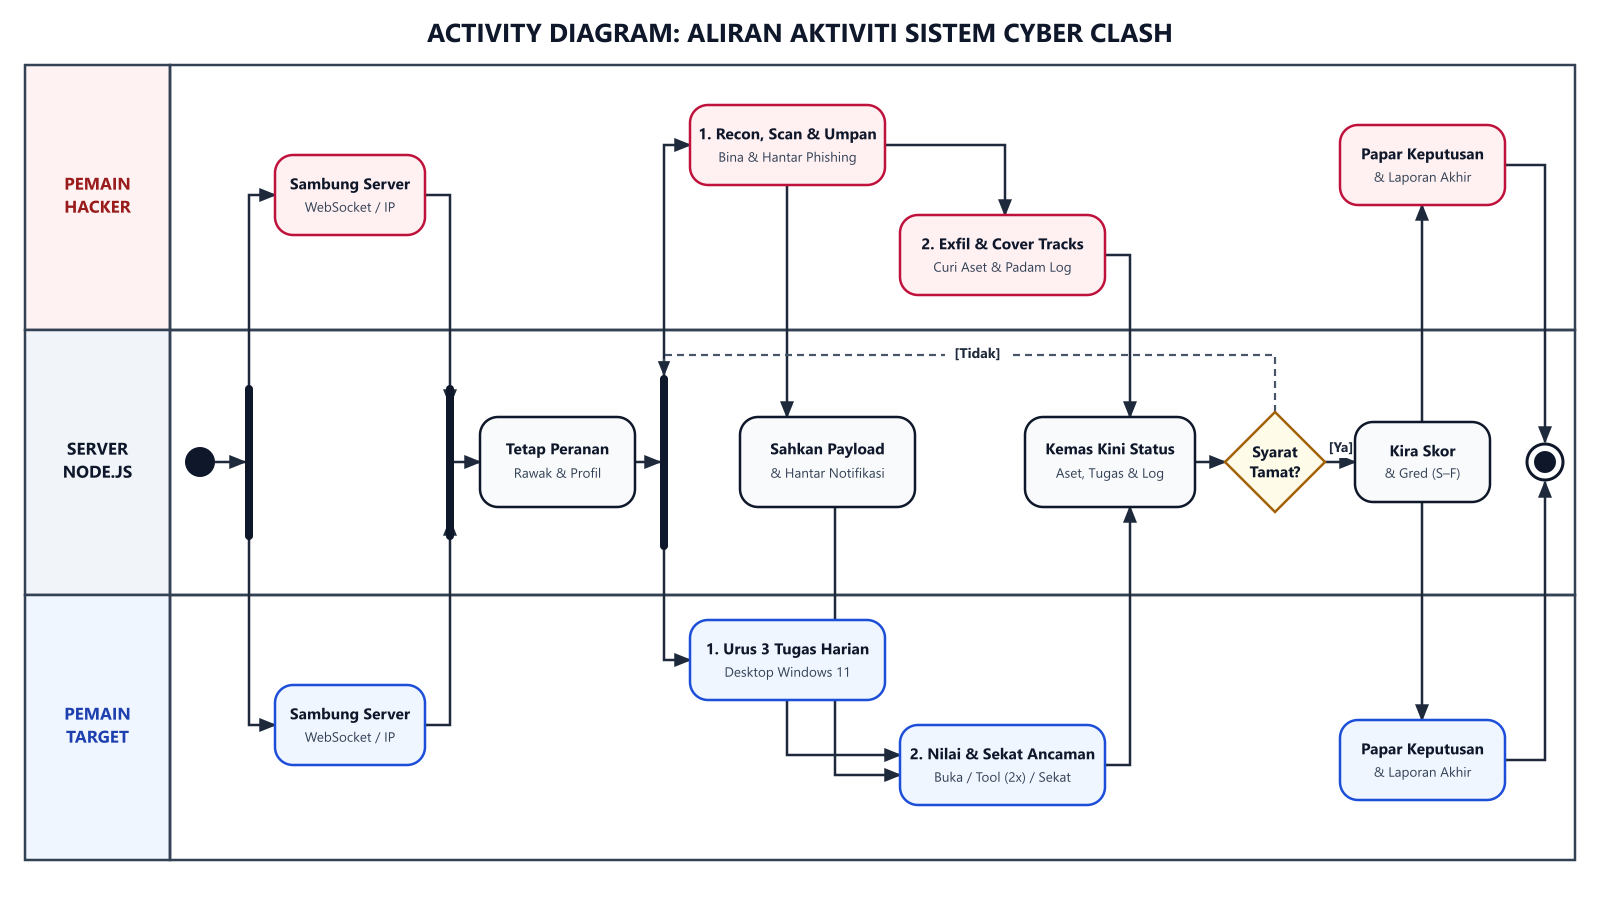 ACTIVITY DIAGRAM: ALIRAN AKTIVITI SISTEM CYBER CLASH
PEMAIN
HACKER
Sambung Server
WebSocket / IP
1. Recon, Scan & Umpan
Bina & Hantar Phishing
2. Exfil & Cover Tracks
Curi Aset & Padam Log
Papar Keputusan
& Laporan Akhir
SERVER
NODE.JS
[Tidak]
Tetap Peranan
Rawak & Profil
Sahkan Payload
& Hantar Notifikasi
Kemas Kini Status
Aset, Tugas & Log
Syarat
Tamat?
[Ya]
Kira Skor
& Gred (S–F)
PEMAIN
TARGET
Sambung Server
WebSocket / IP
1. Urus 3 Tugas Harian
Desktop Windows 11
2. Nilai & Sekat Ancaman
Buka / Tool (2x) / Sekat
Papar Keputusan
& Laporan Akhir